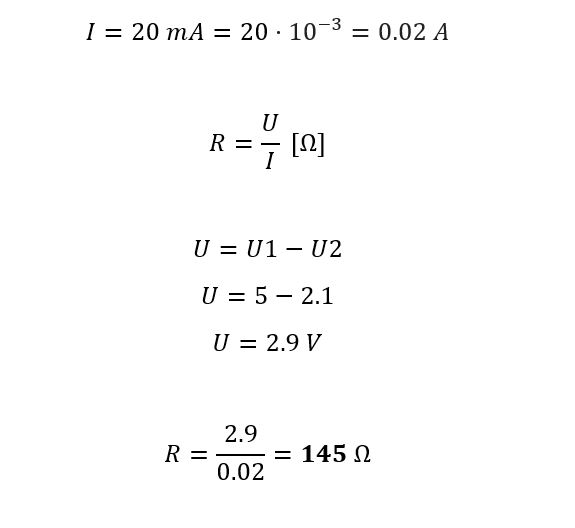 I = 20 mA = 20 · 10⁻³ = 0.02 A
R = U/I [Ω]
U = U1 − U2
U = 5 − 2.1
U = 2.9 V
R = 2.9/0.02 = 145 Ω